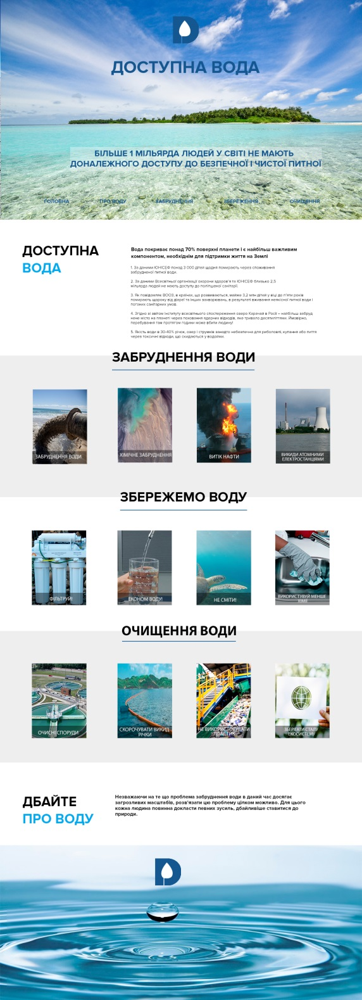 ДОСТУПНА ВОДА
БІЛЬШЕ 1 МІЛЬЯРДА ЛЮДЕЙ У СВІТІ НЕ МАЮТЬ
ДОНАЛЕЖНОГО ДОСТУПУ ДО БЕЗПЕЧНОЇ І ЧИСТОЇ ПИТНОЇ
ГОЛОВНА ПРО ВОДУ ЗАБРУДНЕННЯ ЗБЕРЕЖЕННЯ ОЧИЩЕННЯ
ДОСТУПНА
ВОДА
Вода покриває понад 70% поверхні планети і є найбільш важливим
компонентом, необхіднім для підтримки життя на Землі
1. За даними ЮНІСЕФ понад 3 000 дітей щодня помирають через споживання
забрудненої питної води.
2. За даними Всесвітньої організації охорони здоров'я та ЮНІСЕФ близько 2,5
мільярда людей не мають доступу до поліпшеної санітарії.
3. Як повідомляє ВООЗ, в країнах, що розвиваються, майже 3,2 млн дітей у віці до п'яти років
помирають щороку від діареї та інших захворювань, в результаті вживання неякісної питної води і
поганих санітарних умов.
4. Згідно зі звітом Інституту всесвітнього спостереження озеро Карачай в Росії – найбільш забруд
нене місто на планеті через поховання ядерних відходів, яке тривало десятиліттями. Ймовірно,
перебування там протягом години може вбити людину!
5. Якість води в 30-40% річок, озер і струмків занадто небезпечна для риболовлі, купання або пиття
через токсичні відходи, що скидаються у водойми.
ЗАБРУДНЕННЯ ВОДИ
ЗАБРУДНЕННЯ ВОДИ
ХІМІЧНЕ ЗАБРУДНЕННЯ
ВИТІК НАФТИ
ВИКИДИ АТОМНИМИ
ЕЛЕКТРОСТАНЦІЯМИ
ЗБЕРЕЖЕМО ВОДУ
ФІЛЬТРУЙ!
ЕКОНОМ ВОДУ!
НЕ СМІТИ!
ВИКОРИСТУВУЙ МЕНШЕ
ХІМІЇ
ОЧИЩЕННЯ ВОДИ
ОЧИСНІ СПОРУДИ
СКОРОЧУВАТИ ВИКИД
РІЧКИ
НЕ ВИКОРИСТОВУВАТИ
ПЛАСТИК
ЗБЕРІГАТИ СТАЛУ
ЕКОСИСТЕМУ
ДБАЙТЕ
ПРО ВОДУ
Незважаючи на те що проблема забруднення води в даний час досягає
загрозливих масштабів, розв'язати цю проблему цілком можливо. Для цього
кожна людина повинна докласти певних зусиль, дбайливіше ставитися до
природи.